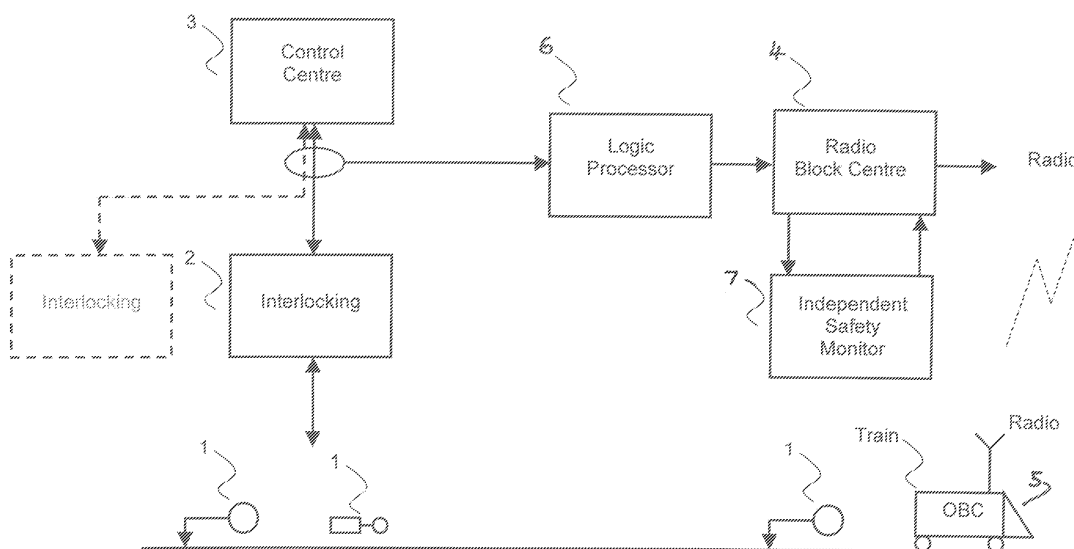 3
Control
Centre
6
Logic
Processor
4
Radio
Block Centre
Radio
Interlocking
2
Interlocking
7
Independent
Safety
Monitor
1
1
1
Train
Radio
OBC
5